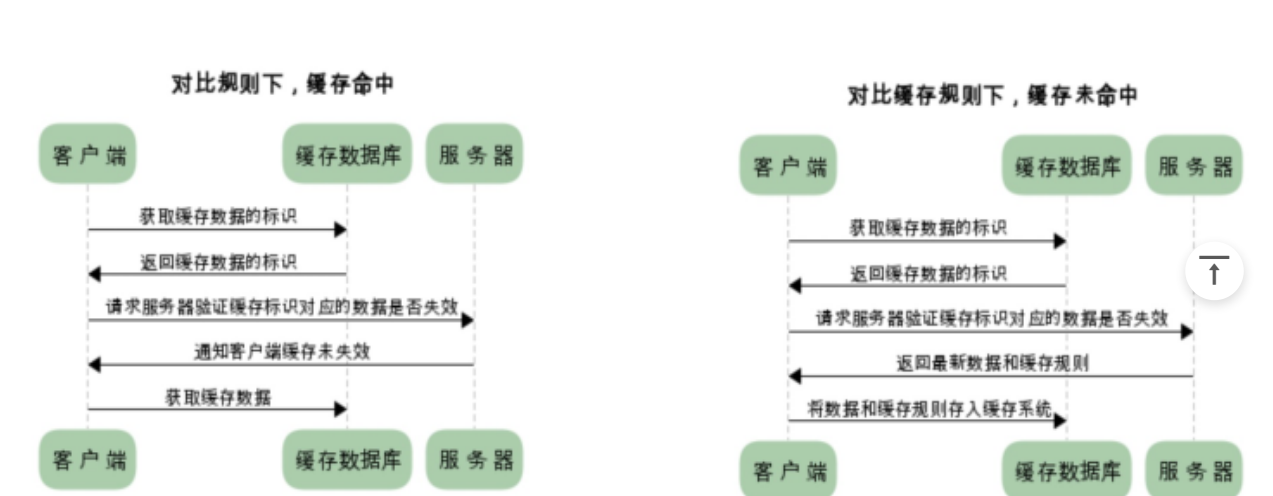 对比规则下，缓存命中
客户端 缓存数据库 服务器
获取缓存数据的标识
返回缓存数据的标识
请求服务器验证缓存标识对应的数据是否失效
通知客户端缓存未失效
获取缓存数据
客户端 缓存数据库 服务器
对比缓存规则下，缓存未命中
客户端 缓存数据库 服务器
获取缓存数据的标识
返回缓存数据的标识
请求服务器验证缓存标识对应的数据是否失效
返回最新数据和缓存规则
将数据和缓存规则存入缓存系统
客户端 缓存数据库 服务器